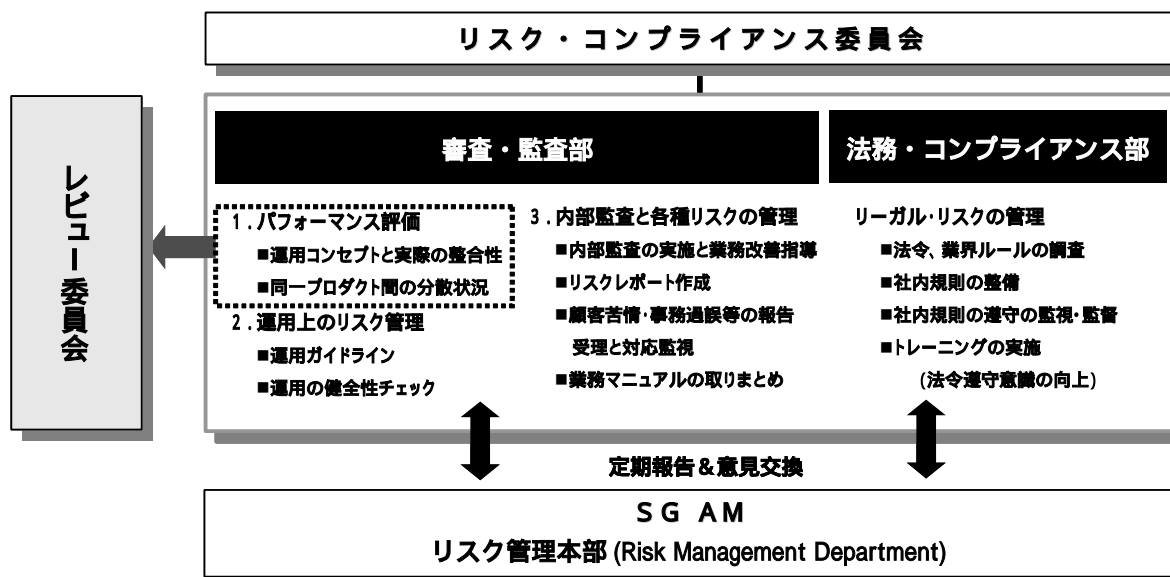 リスク・コンプライアンス委員会
レビュー委員会
審査・監査部
1.パフォーマンス評価
■運用コンセプトと実際の整合性
■同一プロダクト間の分散状況
2.運用上のリスク管理
■運用ガイドライン
■運用の健全性チェック
3.内部監査と各種リスクの管理
■内部監査の実施と業務改善指導
■リスクレポート作成
■顧客苦情・事務過誤等の報告
受理と対応監視
■業務マニュアルの取りまとめ
法務・コンプライアンス部
リーガル・リスクの管理
■法令、業界ルールの調査
■社内規則の整備
■社内規則の遵守の監視・監督
■トレーニングの実施
(法令遵守意識の向上)
定期報告&意見交換
SG AM
リスク管理本部 (Risk Management Department)